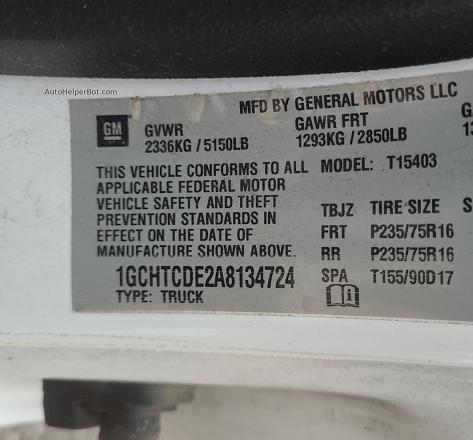 AutoHelperBot.com
MFD BY GENERAL MOTORS LLC
GM GVWR GAWR FRT
2336KG / 5150LB 1293KG / 2850LB
THIS VEHICLE CONFORMS TO ALL MODEL: T15403
APPLICABLE FEDERAL MOTOR
VEHICLE SAFETY AND THEFT TBJZ TIRE SIZE
PREVENTION STANDARDS IN FRT P235/75R16
EFFECT ON THE DATE OF RR P235/75R16
MANUFACTURE SHOWN ABOVE. SPA T155/90D17
1GCHTCDE2A8134724
TYPE: TRUCK